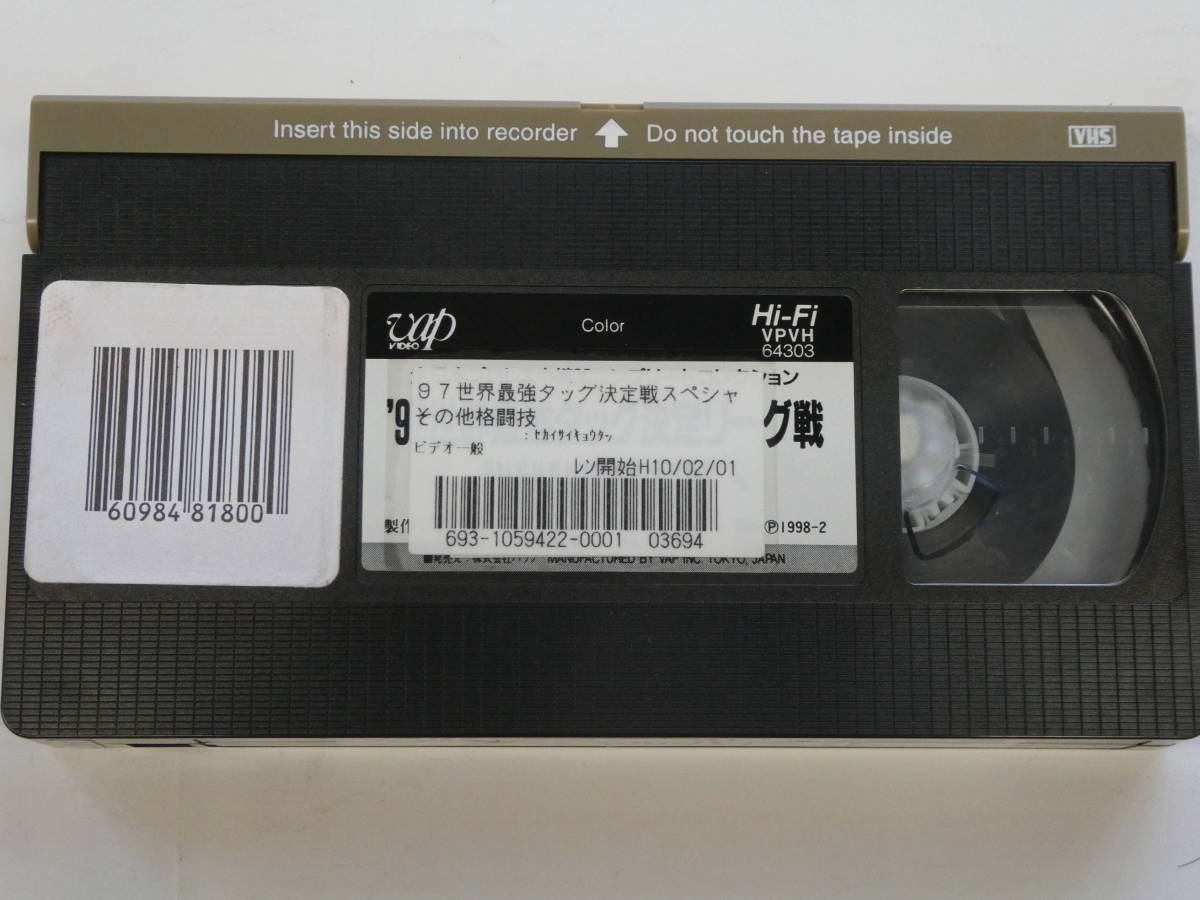 Insert this side into recorder Do not touch the tape inside VHS
vap Color Hi-Fi
VIDEO VPVH
64303
ション
97世界最強タッグ決定戦スペシャ
その他格闘技
'9 グ戦
:セカイサイキョウタッ
ビデオ一般
レン開始H10/02/01
60984 81800
製作 Ⓟ1998-2
693-1059422-0001 03694
MANUFACTURED BY VAP INC. TOKYO, JAPAN